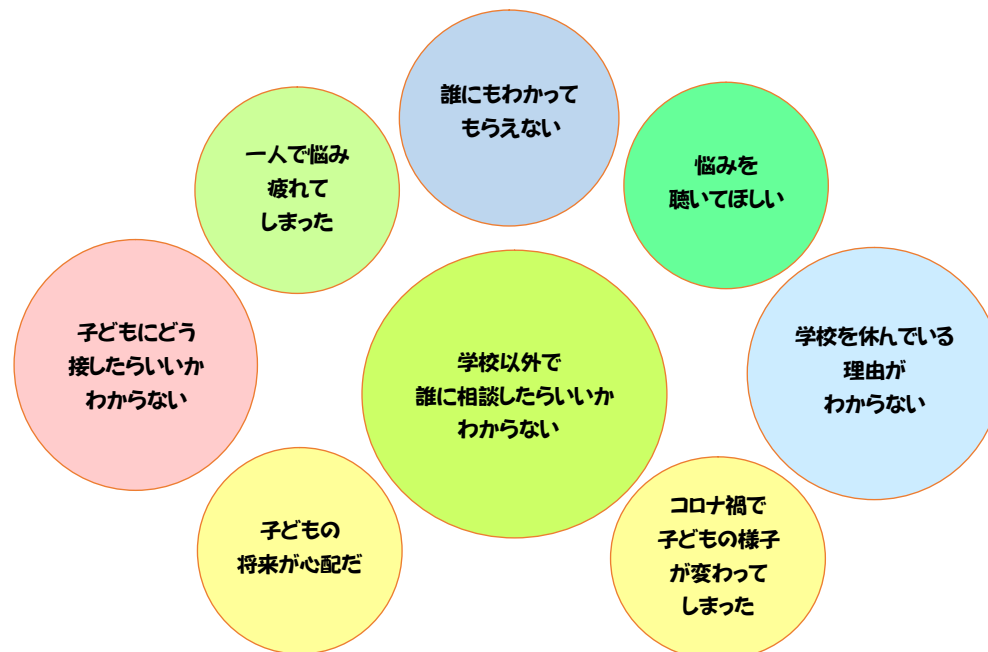 誰にもわかって
もらえない
一人で悩み
疲れて
しまった
悩みを
聴いてほしい
子どもにどう
接したらいいか
わからない
学校以外で
誰に相談したらいいか
わからない
学校を休んでいる
理由が
わからない
子どもの
将来が心配だ
コロナ禍で
子どもの様子
が変わって
しまった